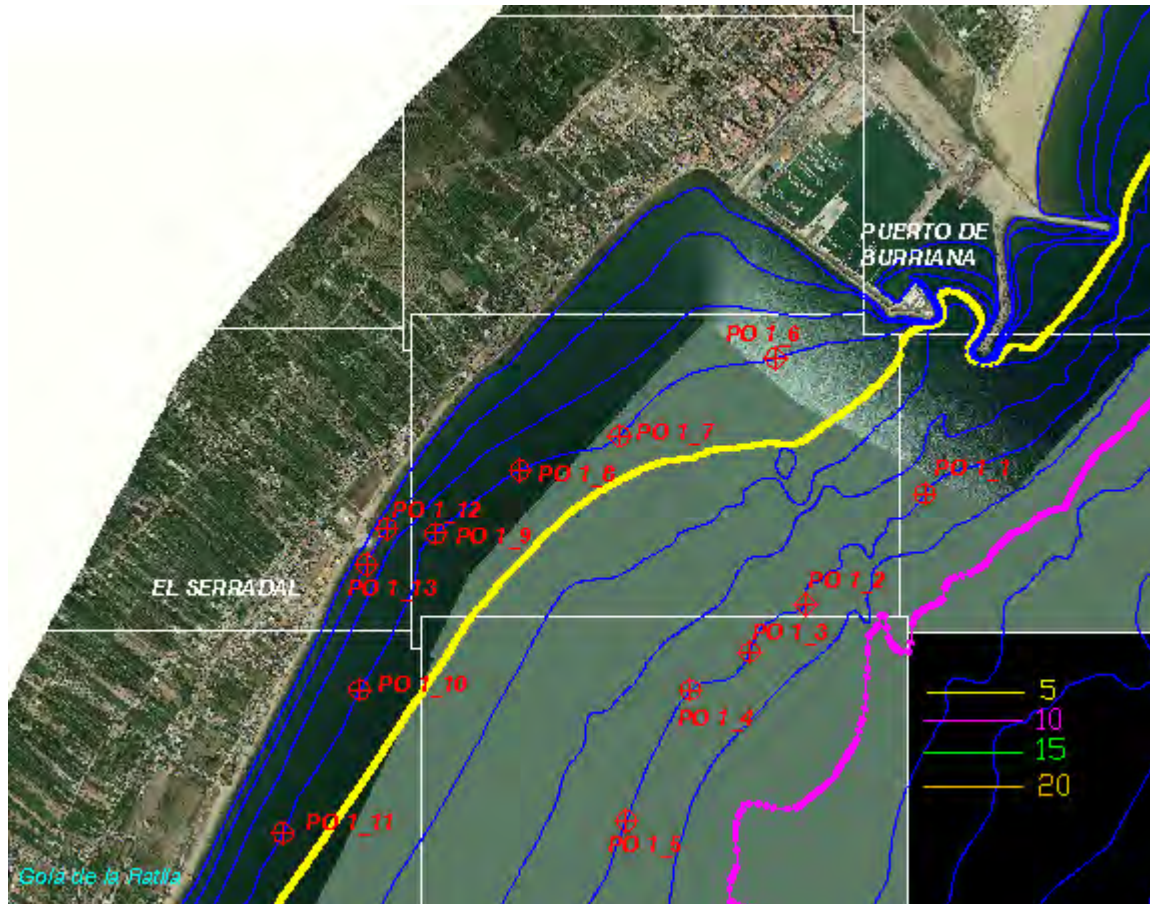 PUERTO DE
BURRIANA
PO 1_6
PO 1_7
PO 1_8
PO 1_1
PO 1_12
PO 1_9
PO 1_13
EL SERRADAL
PO 1_2
PO 1_3
PO 1_10
PO 1_4
5
10
15
20
PO 1_11
PO 1_5
Gola de la Ratlla